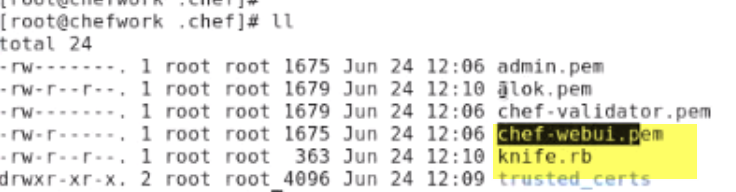 [root@chefwork .chef]#
[root@chefwork .chef]# ll
total 24
-rw-------. 1 root root 1675 Jun 24 12:06 admin.pem
-rw-r--r--. 1 root root 1679 Jun 24 12:10 alok.pem
-rw-------. 1 root root 1679 Jun 24 12:06 chef-validator.pem
-rw-------. 1 root root 1675 Jun 24 12:06 chef-webui.pem
-rw-r--r--. 1 root root  363 Jun 24 12:10 knife.rb
drwxr-xr-x. 2 root root 4096 Jun 24 12:09 trusted_certs